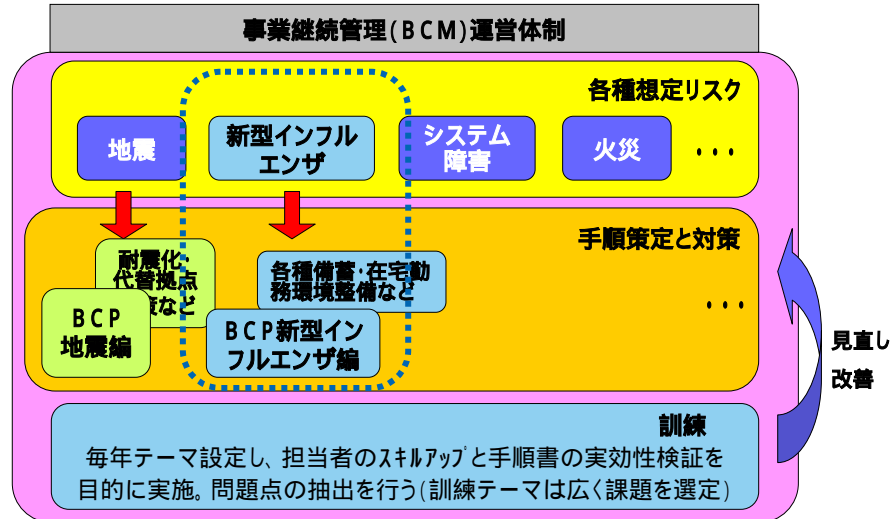 事業継続管理(BCM)運営体制
各種想定リスク
地震
新型インフル
エンザ
システム
障害
火災
・・・
手順策定と対策
耐震化・
代替拠点
など
BCP
地震編
各種備蓄・在宅勤
務環境整備など
BCP新型イン
フルエンザ編
・・・
見直し
改善
訓練
毎年テーマ設定し、担当者のスキルアップと手順書の実効性検証を
目的に実施。問題点の抽出を行う(訓練テーマは広く課題を選定)